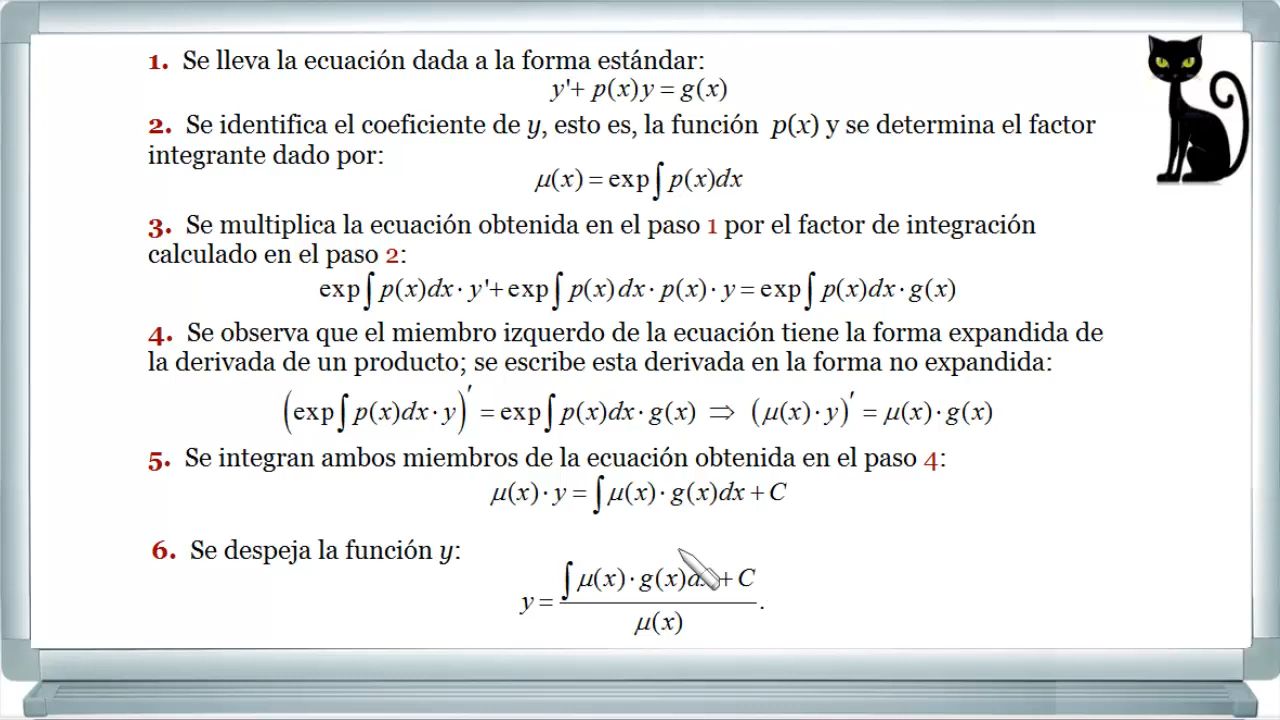 1. Se lleva la ecuación dada a la forma estándar:
y'+ p(x)y = g(x)
2. Se identifica el coeficiente de y, esto es, la función p(x) y se determina el factor
integrante dado por:
μ(x) = exp∫p(x)dx
3. Se multiplica la ecuación obtenida en el paso 1 por el factor de integración
calculado en el paso 2:
exp∫p(x)dx · y'+ exp∫p(x)dx · p(x) · y = exp∫p(x)dx · g(x)
4. Se observa que el miembro izquerdo de la ecuación tiene la forma expandida de
la derivada de un producto; se escribe esta derivada en la forma no expandida:
(exp∫p(x)dx · y)′ = exp∫p(x)dx · g(x) ⇒ (μ(x) · y)′ = μ(x) · g(x)
5. Se integran ambos miembros de la ecuación obtenida en el paso 4:
μ(x) · y = ∫μ(x) · g(x)dx + C
6. Se despeja la función y:
∫μ(x) · g(x)dx + C
y = 
μ(x)
.